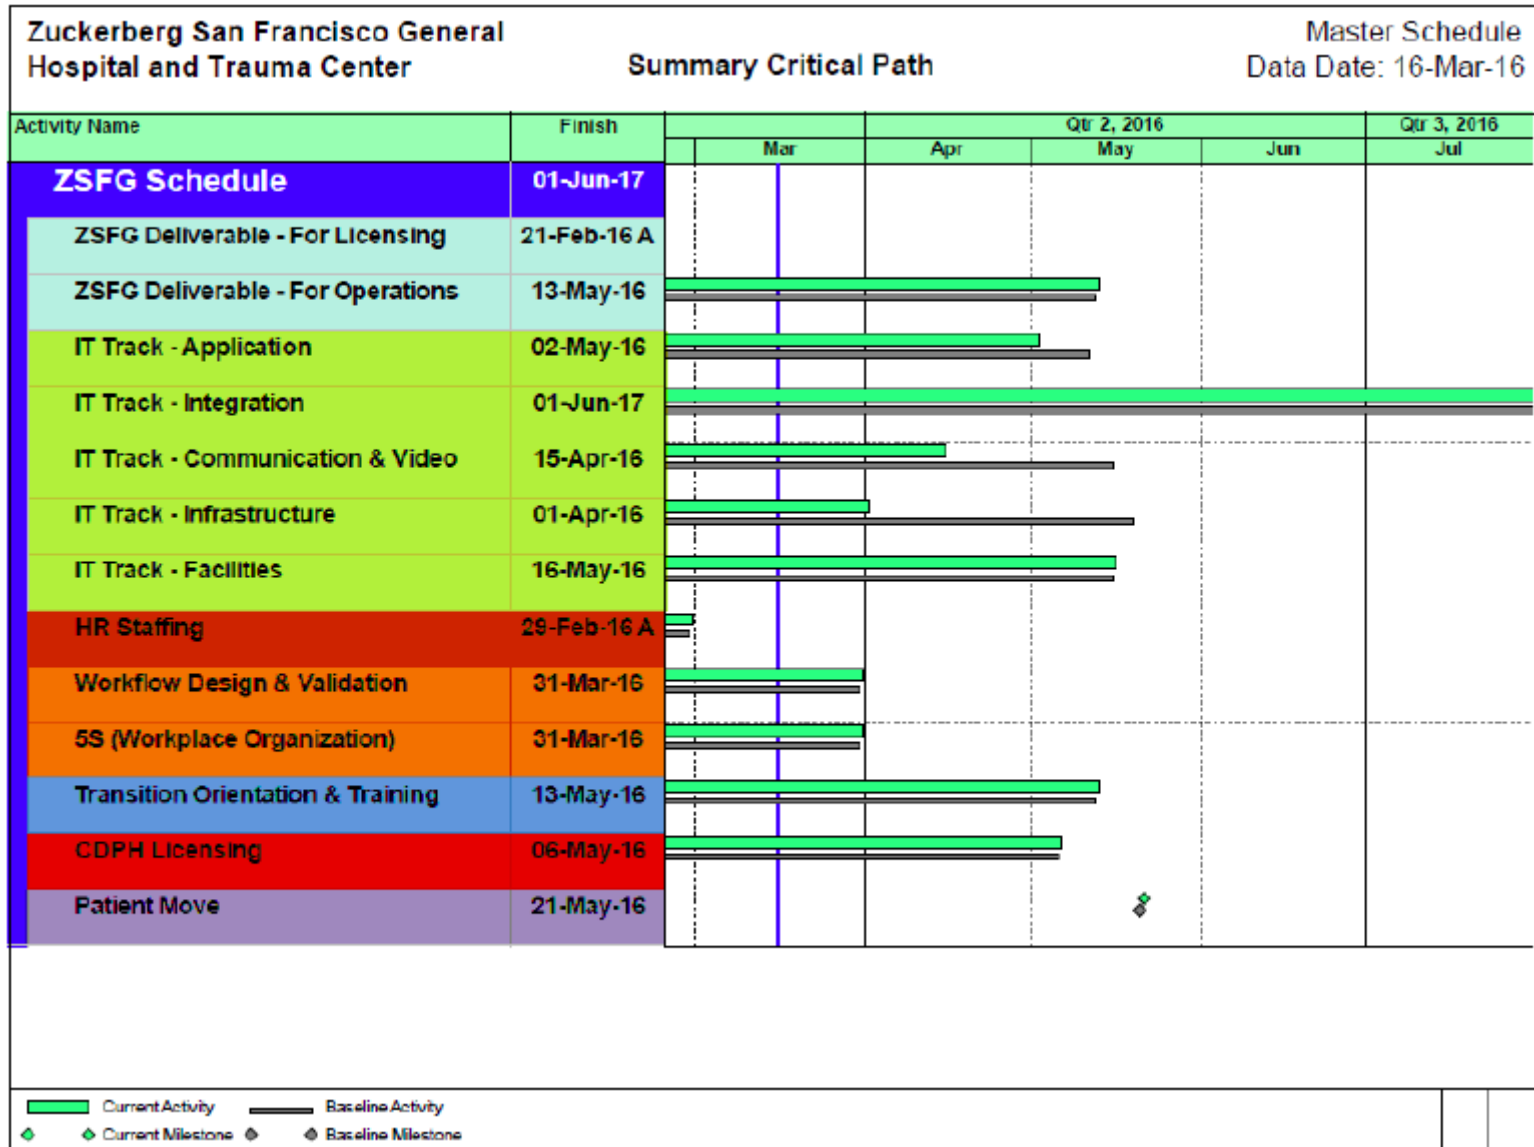 Zuckerberg San Francisco General
Hospital and Trauma Center
Summary Critical Path
Master Schedule
Data Date: 16-Mar-16
Activity Name Finish Qtr 2, 2016 Qtr 3, 2016
Mar Apr May Jun Jul
ZSFG Schedule 01-Jun-17
ZSFG Deliverable - For Licensing 21-Feb-16 A
ZSFG Deliverable - For Operations 13-May-16
IT Track - Application 02-May-16
IT Track - Integration 01-Jun-17
IT Track - Communication & Video 15-Apr-16
IT Track - Infrastructure 01-Apr-16
IT Track - Facilities 16-May-16
HR Staffing 29-Feb-16 A
Workflow Design & Validation 31-Mar-16
5S (Workplace Organization) 31-Mar-16
Transition Orientation & Training 13-May-16
CDPH Licensing 06-May-16
Patient Move 21-May-16
Current Activity Baseline Activity
Current Milestone Baseline Milestone